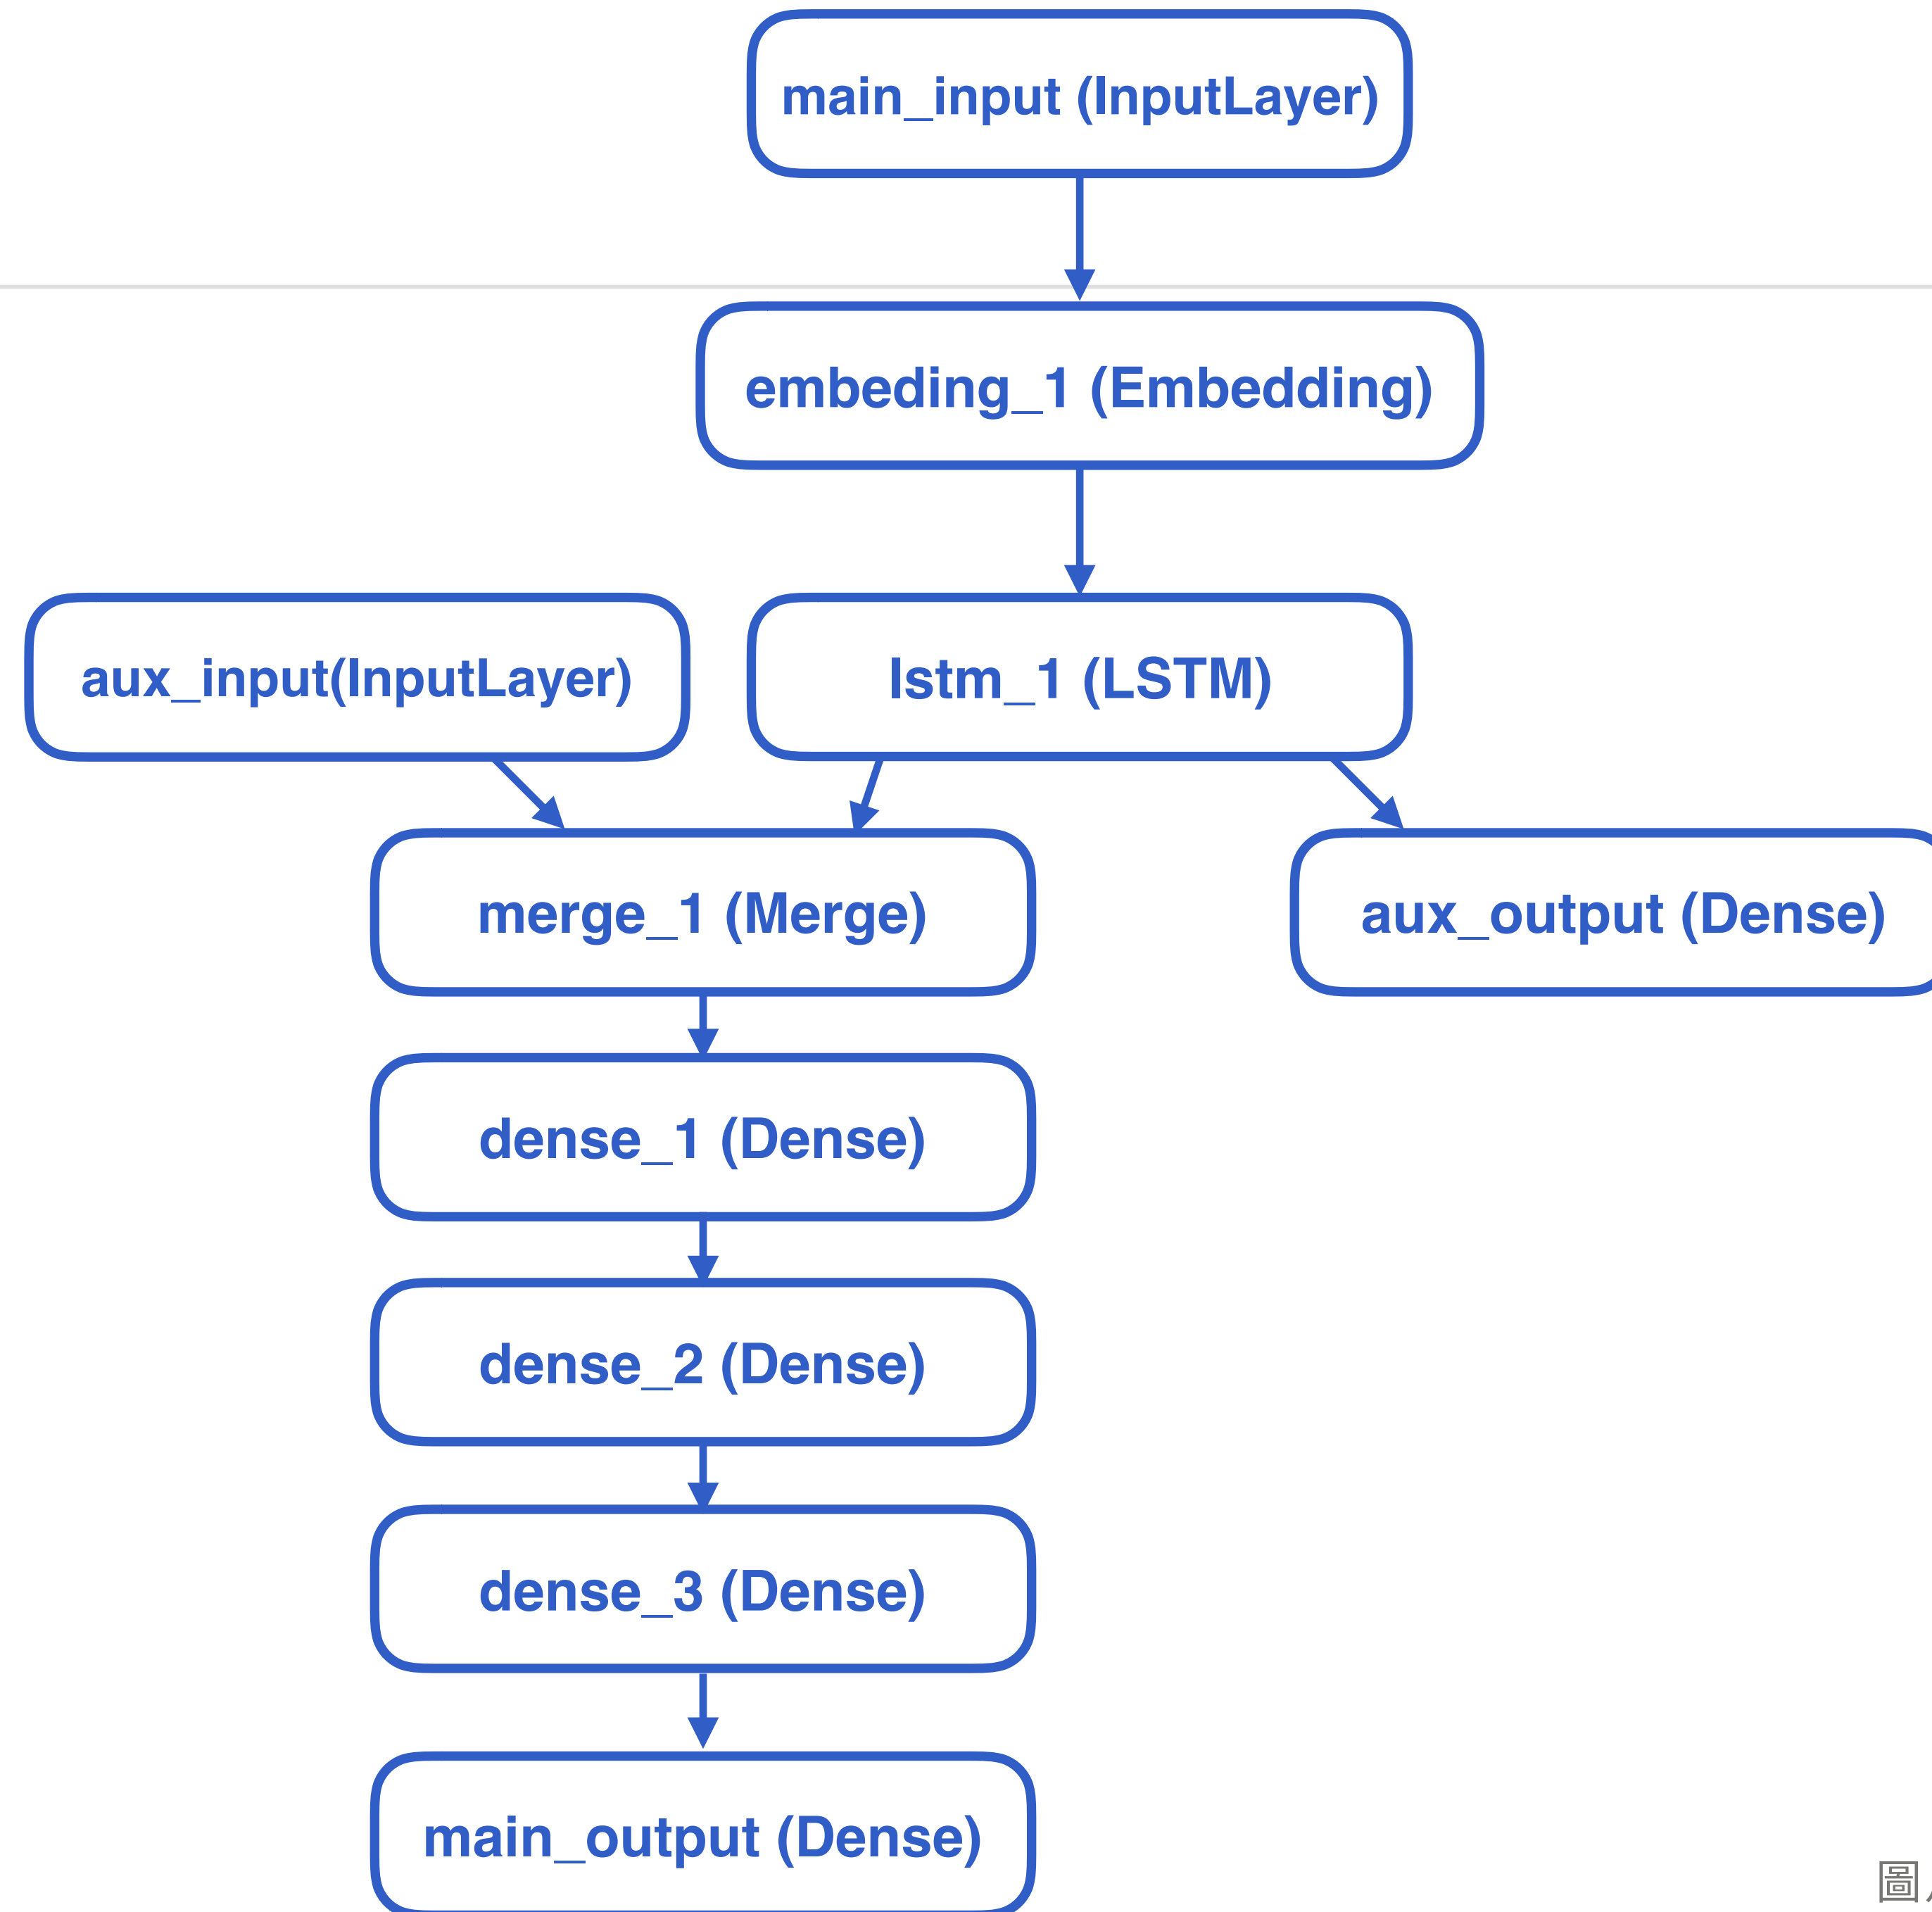 main_input (InputLayer)
embeding_1 (Embedding)
aux_input(InputLayer)
lstm_1 (LSTM)
merge_1 (Merge)
aux_output (Dense)
dense_1 (Dense)
dense_2 (Dense)
dense_3 (Dense)
main_output (Dense)
圖